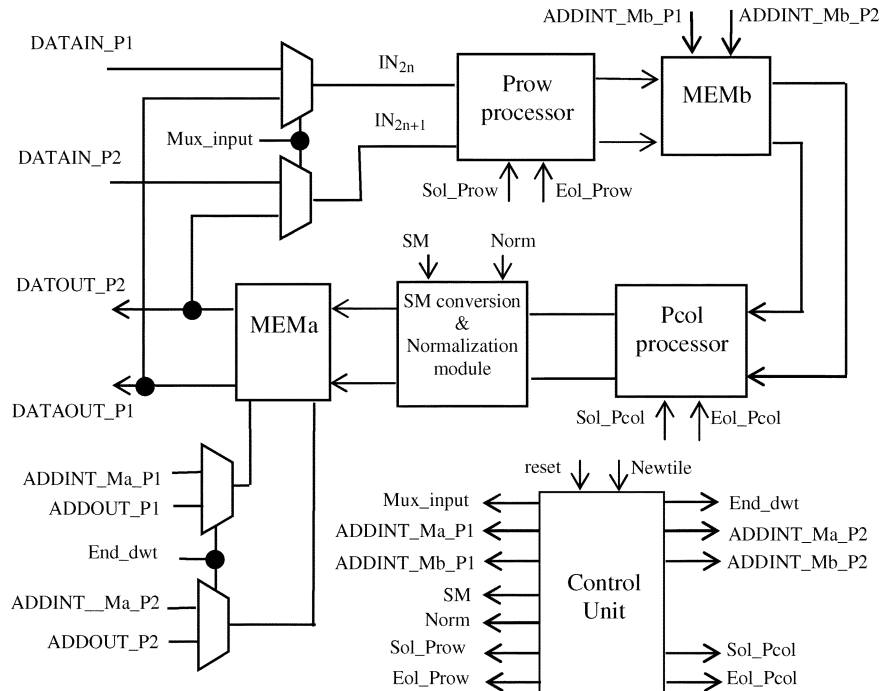 ADDINT_Mb_P1
ADDINT_Mb_P2
DATAIN_P1
IN2n
Prow
processor
MEMb
Mux_input
IN2n+1
DATAIN_P2
Sol_Prow
Eol_Prow
SM
Norm
DATOUT_P2
MEMa
SM conversion
&
Normalization
module
Pcol
processor
DATAOUT_P1
Sol_Pcol
Eol_Pcol
ADDINT_Ma_P1
ADDOUT_P1
End_dwt
ADDINT__Ma_P2
ADDOUT_P2
reset
Newtile
Mux_input
ADDINT_Ma_P1
ADDINT_Mb_P1
SM
Norm
Sol_Prow
Eol_Prow
Control
Unit
End_dwt
ADDINT_Ma_P2
ADDINT_Mb_P2
Sol_Pcol
Eol_Pcol